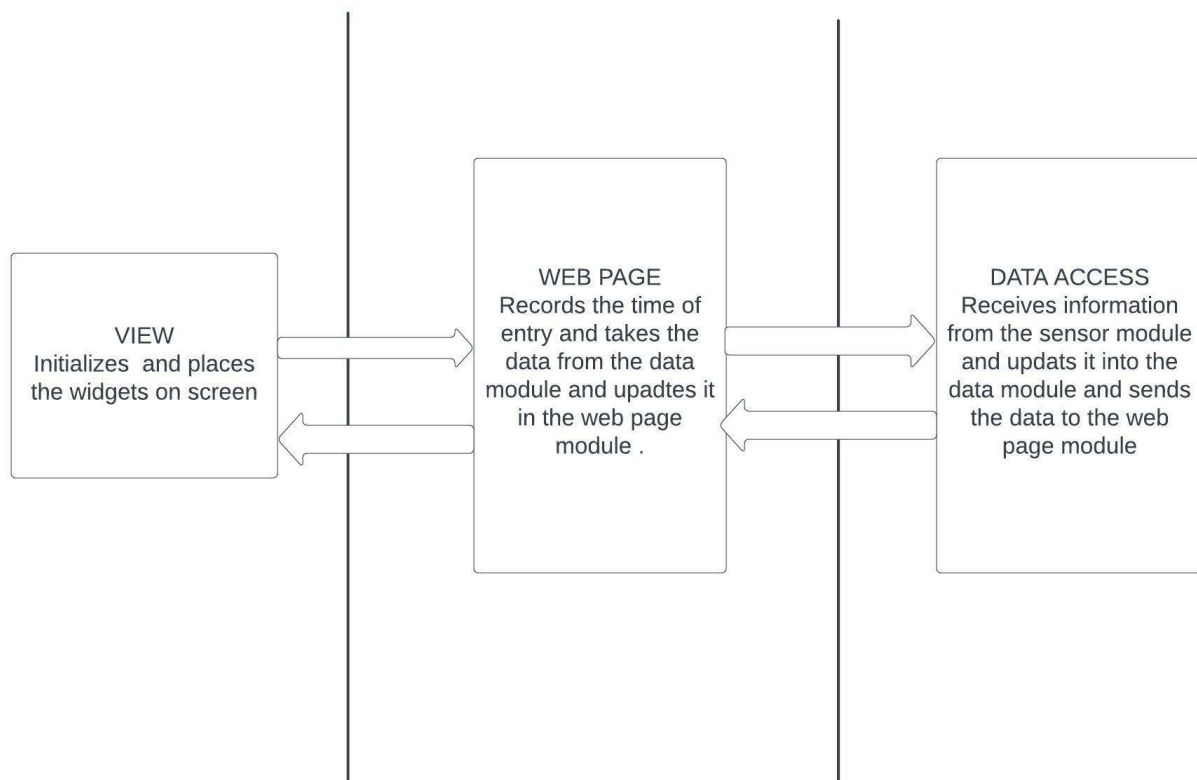 VIEW
Initializes  and places
the widgets on screen
WEB PAGE
Records the time of
entry and takes the
data from the data
module and upadtes it
in the web page
module .
DATA ACCESS
Receives information
from the sensor module
and updats it into the
data module and sends
the data to the web
page module